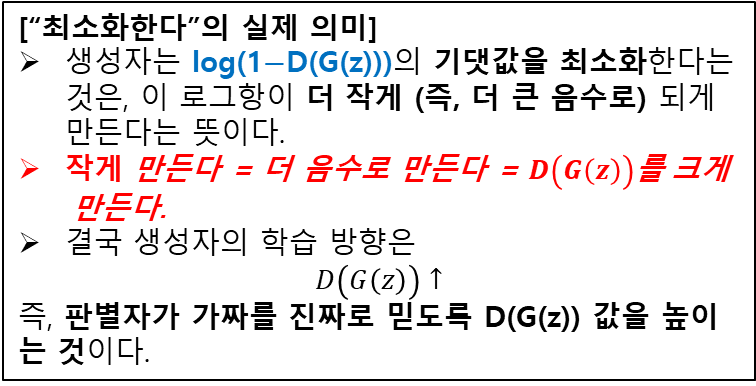 [“최소화한다”의 실제 의미]
➢ 생성자는 log(1−D(G(z)))의 기댓값을 최소화한다는
것은, 이 로그항이 더 작게 (즉, 더 큰 음수로) 되게
만든다는 뜻이다.
➢ 작게 만든다 = 더 음수로 만든다 = D(G(z))를 크게
만든다.
➢ 결국 생성자의 학습 방향은
D(G(z))↑
즉, 판별자가 가짜를 진짜로 믿도록 D(G(z)) 값을 높이
는 것이다.